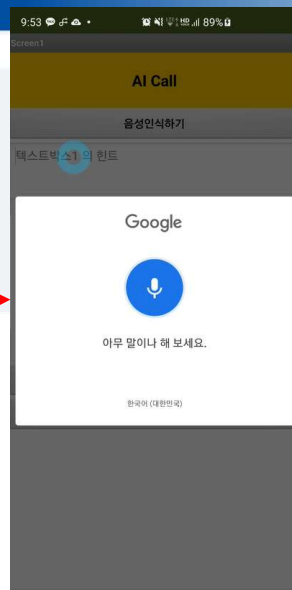 9:53
89%
Screen1
AI Call
음성인식하기
텍스트박스1 의 힌트
Google
아무 말이나 해 보세요.
한국어 (대한민국)